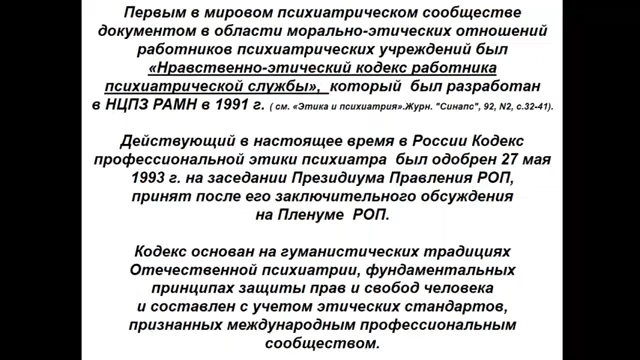 Первым в мировом психиатрическом сообществе
документом в области морально-этических отношений
работников психиатрических учреждений был
«Нравственно-этический кодекс работника
психиатрической службы», который был разработан
в НЦПЗ РАМН в 1991 г. ( см. «Этика и психиатрия».Журн. "Синапс", 92, N2, с.32-41).
Действующий в настоящее время в России Кодекс
профессиональной этики психиатра был одобрен 27 мая
1993 г. на заседании Президиума Правления РОП,
принят после его заключительного обсуждения
на Пленуме РОП.
Кодекс основан на гуманистических традициях
Отечественной психиатрии, фундаментальных
принципах защиты прав и свобод человека
и составлен с учетом этических стандартов,
признанных международным профессиональным
сообществом.